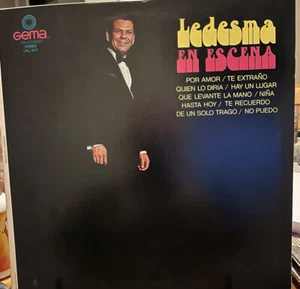 Gema
STEREO
Ledesma
EN ESCENA
POR AMOR / TE EXTRAÑO
QUIEN LO DIRIA / HAY UN LUGAR
QUE LEVANTE LA MANO / NIÑA
HASTA HOY / TE RECUERDO
DE UN SOLO TRAGO / NO PUEDO